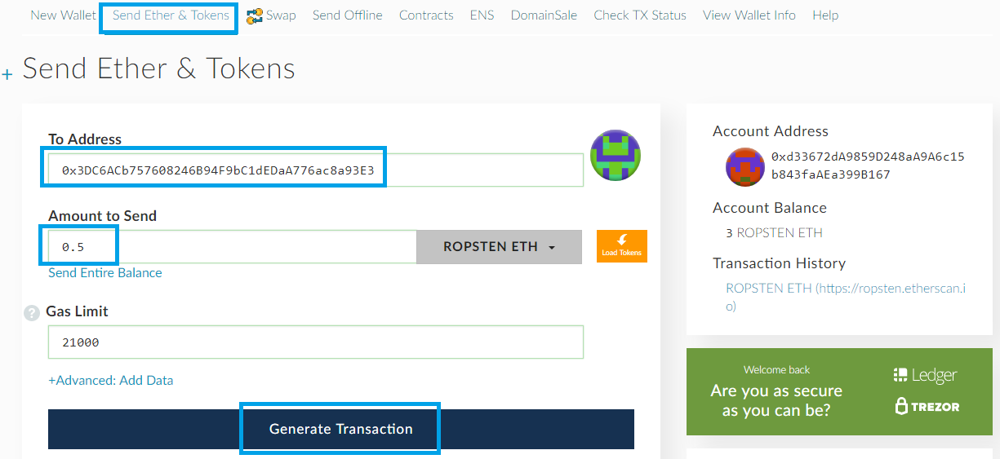 New Wallet Send Ether & Tokens Swap Send Offline Contracts ENS DomainSale Check TX Status View Wallet Info Help
+ Send Ether & Tokens
To Address
0x3DC6ACb757608246B94F9bC1dEDaA776ac8a93E3
Amount to Send
0.5
ROPSTEN ETH
Load Tokens
Send Entire Balance
? Gas Limit
21000
+Advanced: Add Data
Generate Transaction
Account Address
0xd33672dA9859D248aA9A6c15
b843faAEa399B167
Account Balance
3 ROPSTEN ETH
Transaction History
ROPSTEN ETH (https://ropsten.etherscan.i
o)
Welcome back
Are you as secure
as you can be?
Ledger
TREZOR